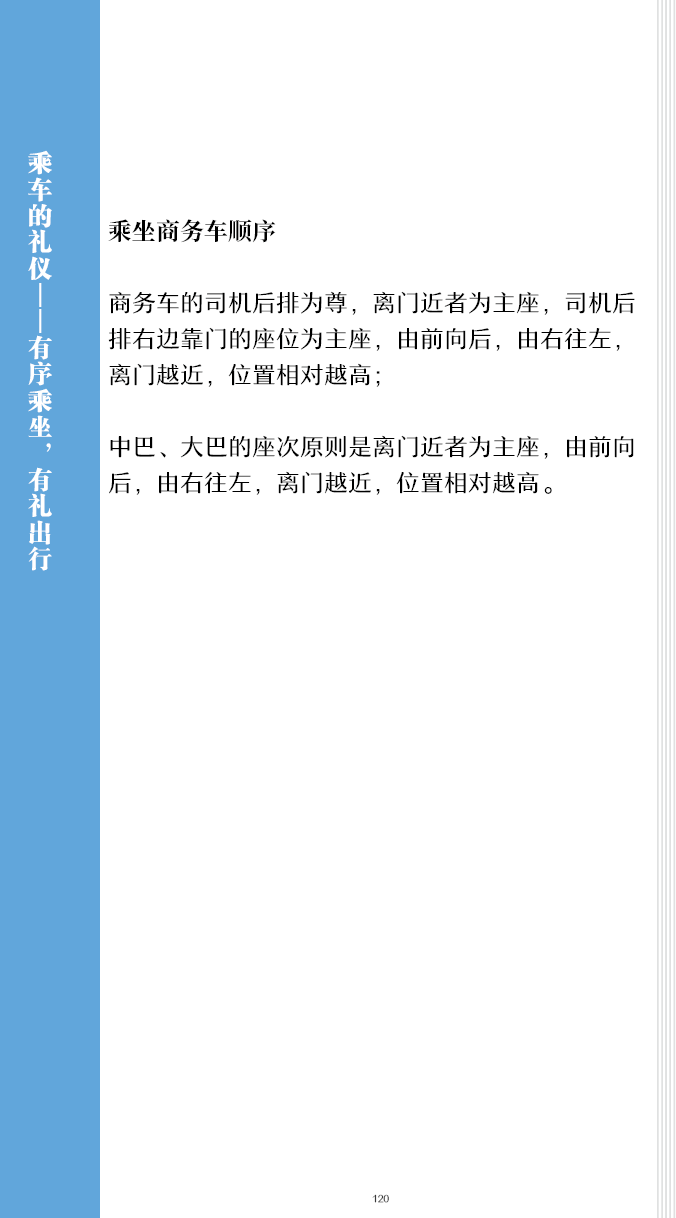 乘车的礼仪——有序乘坐，有礼出行
乘坐商务车顺序
商务车的司机后排为尊，离门近者为主座，司机后
排右边靠门的座位为主座，由前向后，由右往左，
离门越近，位置相对越高；
中巴、大巴的座次原则是离门近者为主座，由前向
后，由右往左，离门越近，位置相对越高。
120